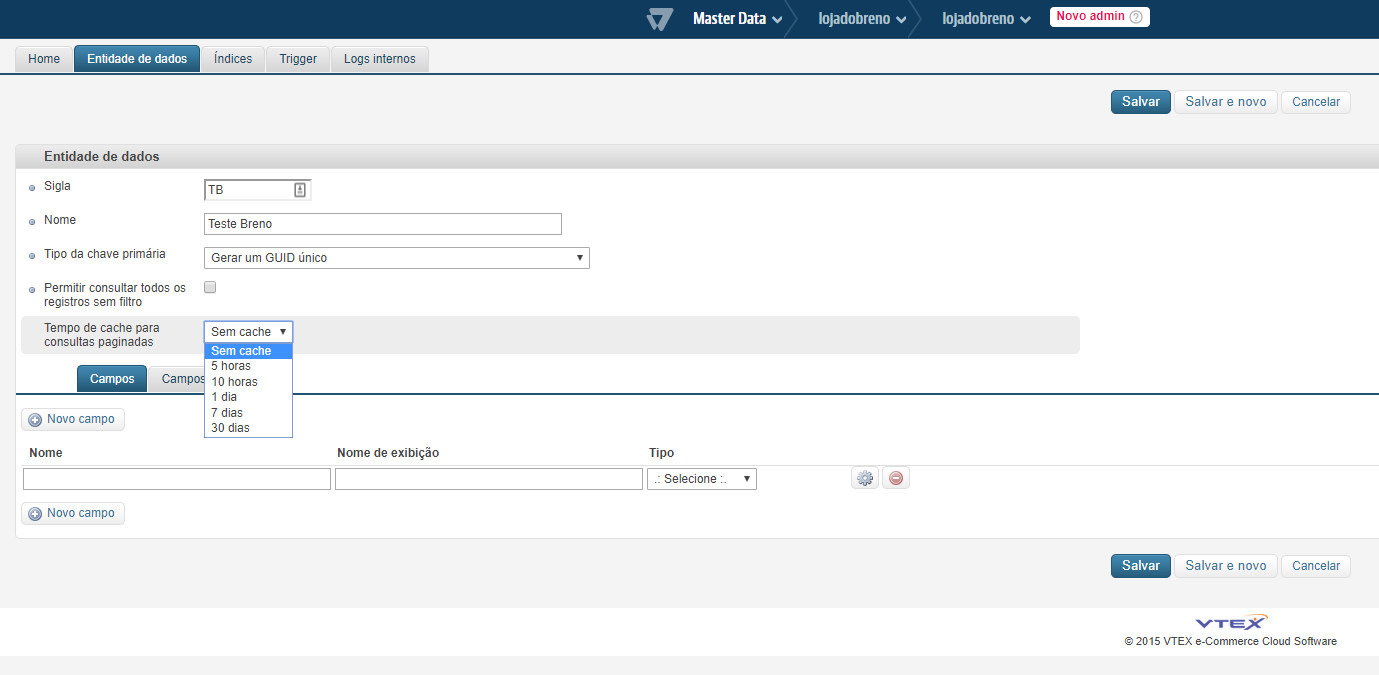 Master Data lojadobreno lojadobreno Novo admin ?
Home Entidade de dados Índices Trigger Logs internos
Salvar Salvar e novo Cancelar
Entidade de dados
Sigla TB
Nome Teste Breno
Tipo da chave primária Gerar um GUID único
Permitir consultar todos os
registros sem filtro
Tempo de cache para
consultas paginadas
Sem cache
Sem cache
5 horas
10 horas
1 dia
7 dias
30 dias
Campos Campos
Novo campo
Nome Nome de exibição Tipo
.: Selecione :.
Novo campo
Salvar Salvar e novo Cancelar
VTEX
© 2015 VTEX e-Commerce Cloud Software